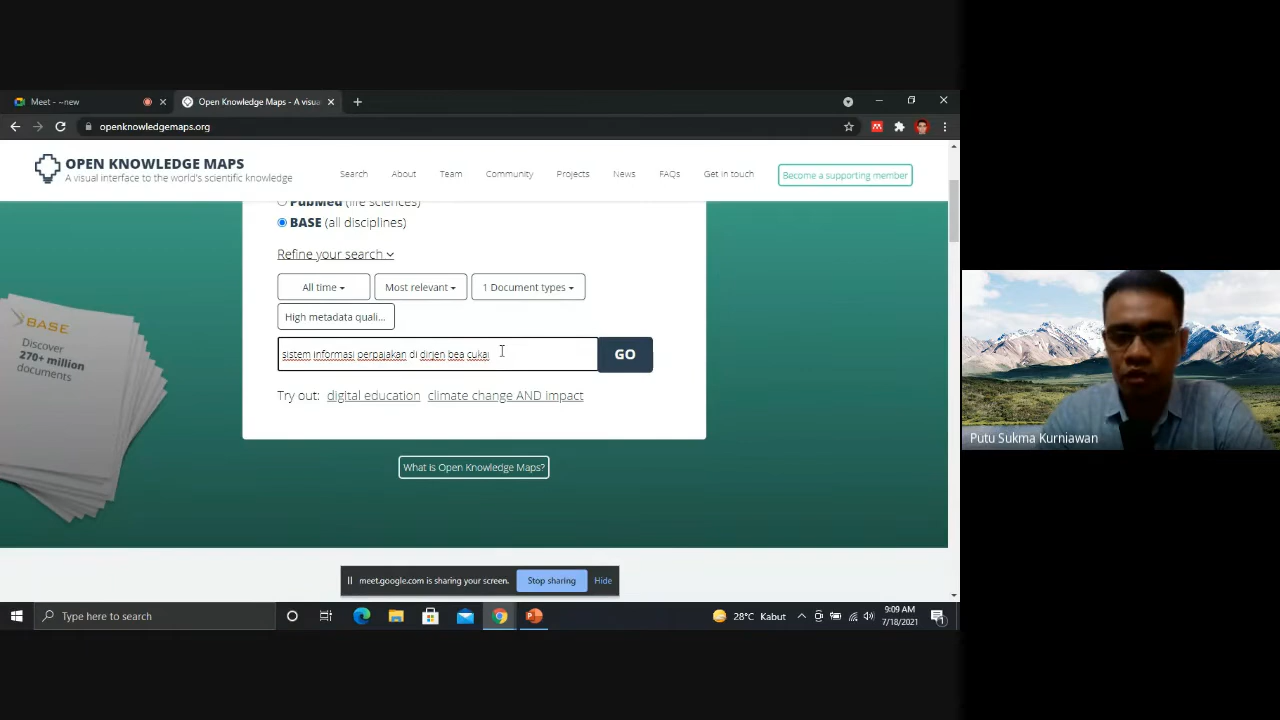 Meet - ~new
Open Knowledge Maps - A visua
openknowledgemaps.org
OPEN KNOWLEDGE MAPS
A visual interface to the world's scientific knowledge
Search
About
Team
Community
Projects
News
FAQs
Get in touch
Become a supporting member
PubMed (life sciences)
BASE (all disciplines)
Refine your search
All time
Most relevant
1 Document types
High metadata quali...
sistem informasi perpajakan di dirjen bea cukai
GO
Try out: digital education climate change AND impact
What is Open Knowledge Maps?
BASE
Discover
270+ million
documents
Putu Sukma Kurniawan
meet.google.com is sharing your screen.
Stop sharing
Hide
Type here to search
28°C Kabut
9:09 AM
7/18/2021
1